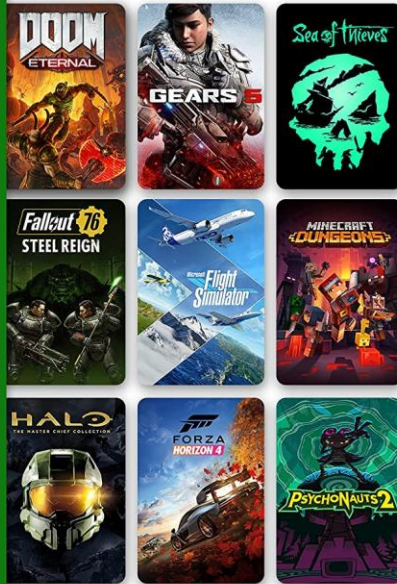 DOOM
ETERNAL
GEARS 5
Sea of Thieves
Fallout 76
STEEL REIGN
Microsoft
Flight
Simulator
MINECRAFT
DUNGEONS
HALO
THE MASTER CHIEF COLLECTION
FORZA
HORIZON 4
PSYCHONAUTS 2